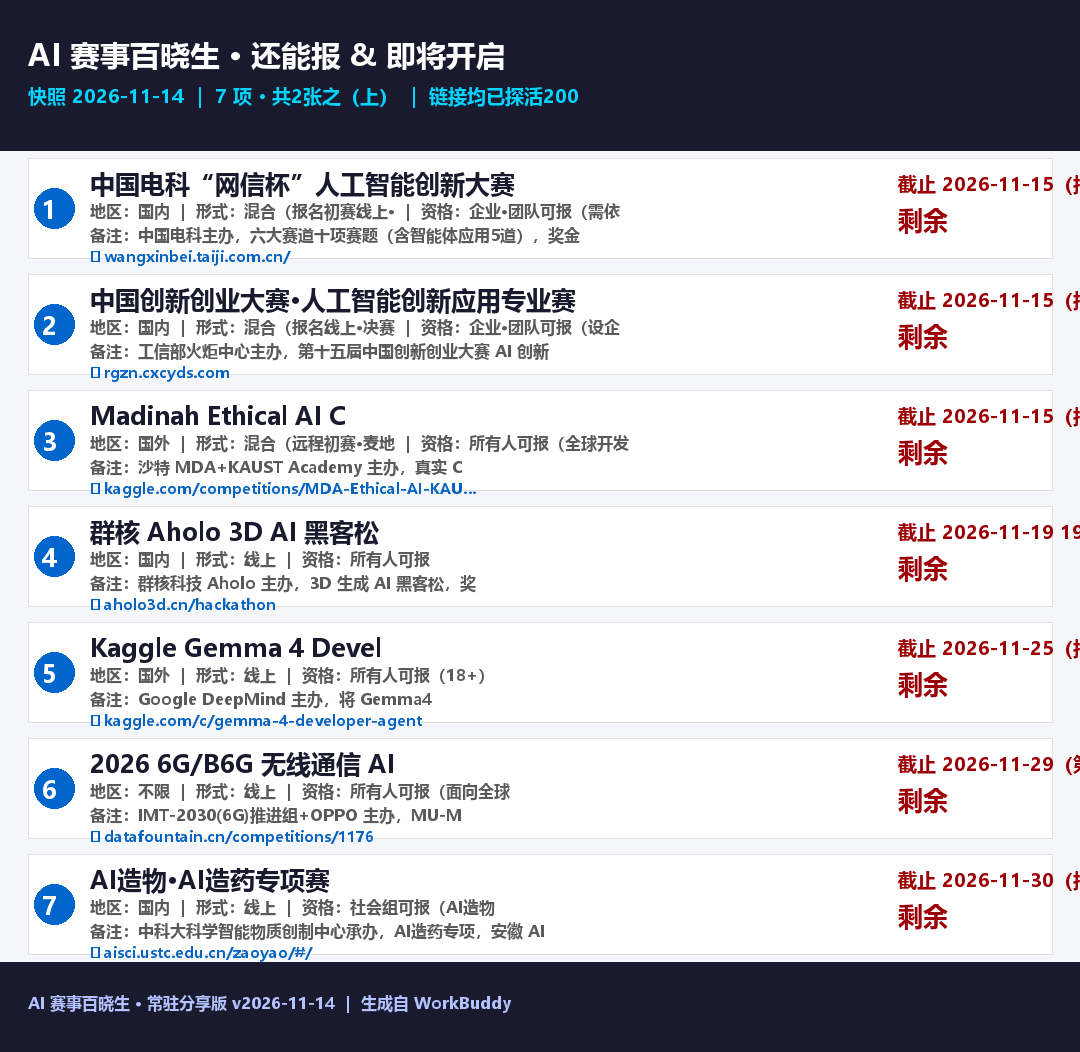 AI 赛事百晓生 • 还能报 & 即将开启
快照 2026-11-14 ｜ 7 项 • 共2张之（上） ｜ 链接均已探活200
1
中国电科“网信杯”人工智能创新大赛
地区：国内 ｜ 形式：混合（报名初赛线上• ｜ 资格：企业•团队可报（需依
备注：中国电科主办，六大赛道十项赛题（含智能体应用5道），奖金
wangxinbei.taiji.com.cn/
截止 2026-11-15（
剩余
2
中国创新创业大赛•人工智能创新应用专业赛
地区：国内 ｜ 形式：混合（报名线上•决赛 ｜ 资格：企业•团队可报（设企
备注：工信部火炬中心主办，第十五届中国创新创业大赛 AI 创新
rgzn.cxcyds.com
截止 2026-11-15（
剩余
3
Madinah Ethical AI C
地区：国外 ｜ 形式：混合（远程初赛•麦地 ｜ 资格：所有人可报（全球开发
备注：沙特 MDA+KAUST Academy 主办，真实 C
kaggle.com/competitions/MDA-Ethical-AI-KAU...
截止 2026-11-15（
剩余
4
群核 Aholo 3D AI 黑客松
地区：国内 ｜ 形式：线上 ｜ 资格：所有人可报
备注：群核科技 Aholo 主办，3D 生成 AI 黑客松，奖
aholo3d.cn/hackathon
截止 2026-11-19 19
剩余
5
Kaggle Gemma 4 Devel
地区：国外 ｜ 形式：线上 ｜ 资格：所有人可报（18+）
备注：Google DeepMind 主办，将 Gemma4
kaggle.com/c/gemma-4-developer-agent
截止 2026-11-25（
剩余
6
2026 6G/B6G 无线通信 AI
地区：不限 ｜ 形式：线上 ｜ 资格：所有人可报（面向全球
备注：IMT-2030(6G)推进组+OPPO 主办，MU-M
datafountain.cn/competitions/1176
截止 2026-11-29（
剩余
7
AI造物•AI造药专项赛
地区：国内 ｜ 形式：线上 ｜ 资格：社会组可报（AI造物
备注：中科大科学智能物质创制中心承办，AI造药专项，安徽 AI
aisci.ustc.edu.cn/zaoyao/#/
截止 2026-11-30（
剩余
AI 赛事百晓生 • 常驻分享版 v2026-11-14 ｜ 生成自 WorkBuddy